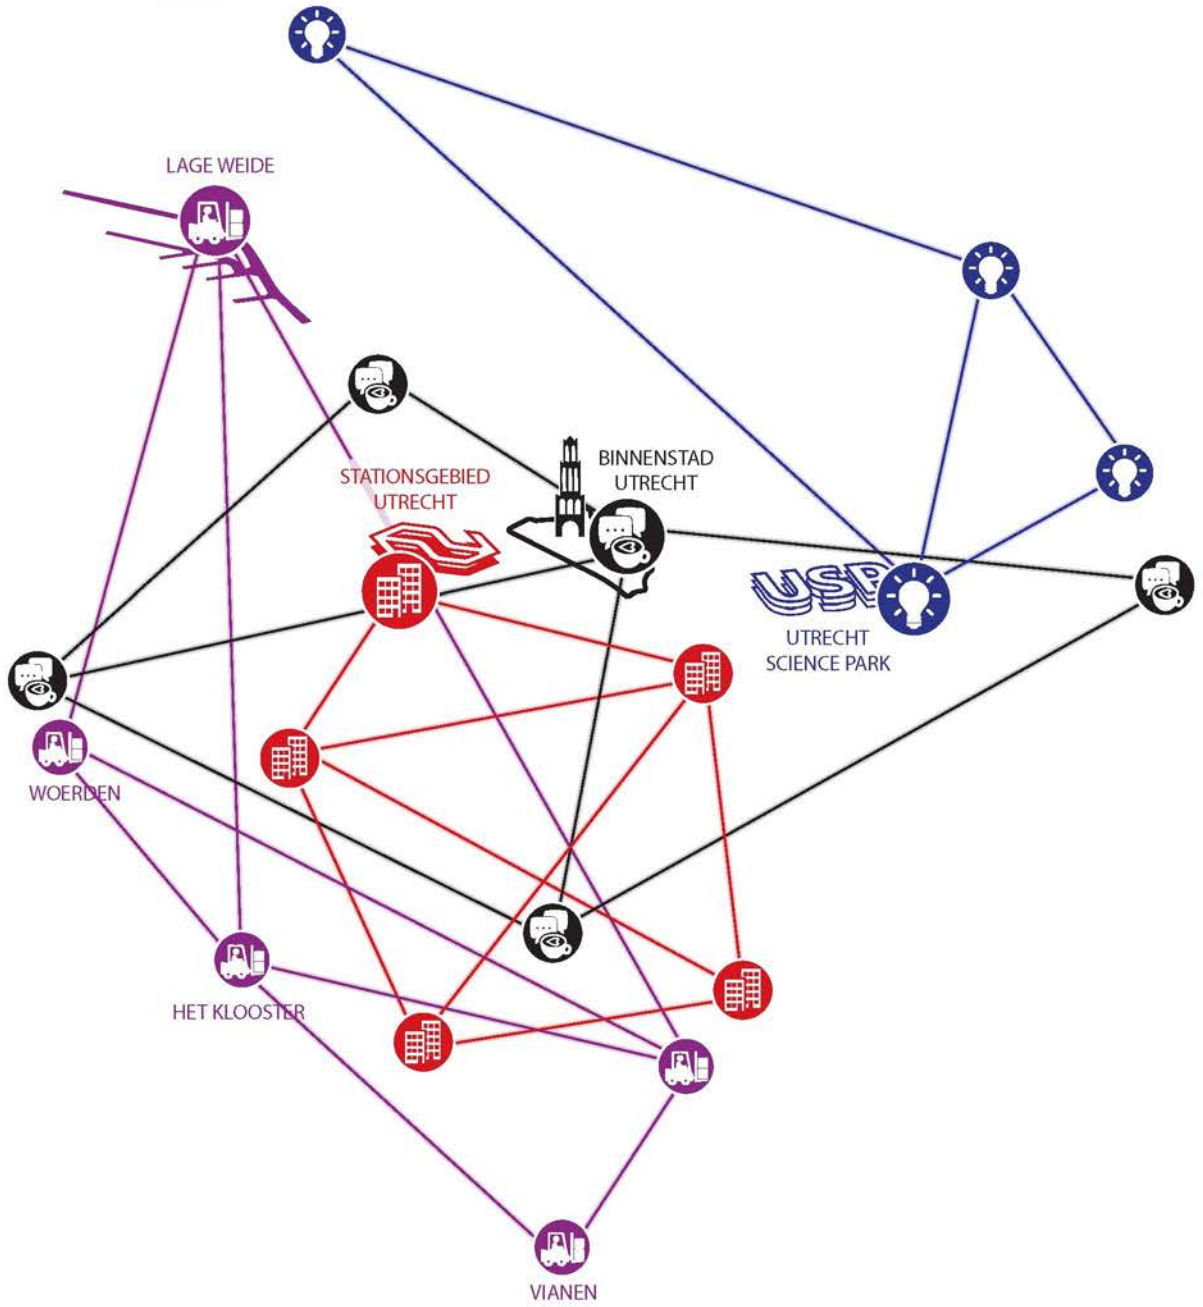 LAGE WEIDE
STATIONSGEBIED
UTRECHT
BINNENSTAD
UTRECHT
USP
UTRECHT
SCIENCE PARK
WOERDEN
HET KLOOSTER
VIANEN